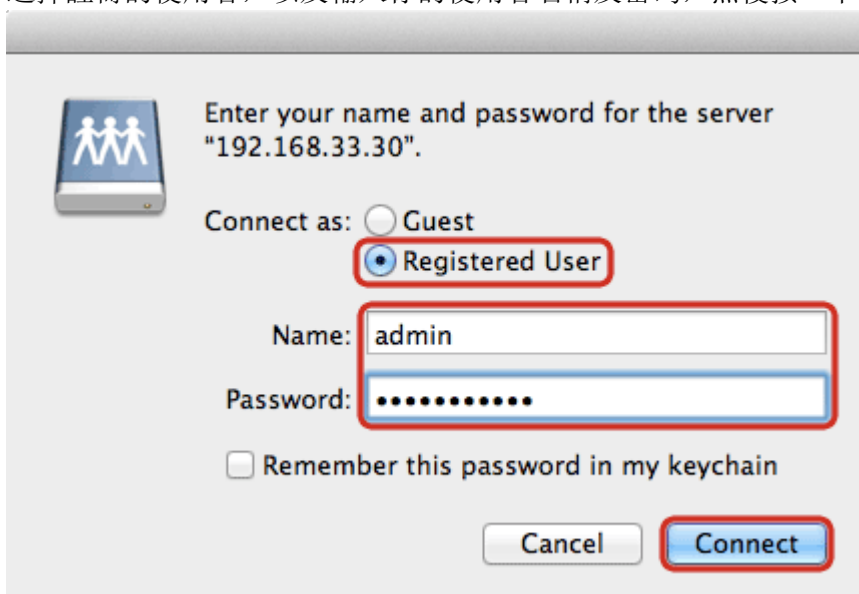 Enter your name and password for the server
"192.168.33.30".
Connect as: Guest
Registered User
Name: admin
Password: •••••••••••
Remember this password in my keychain
Cancel Connect